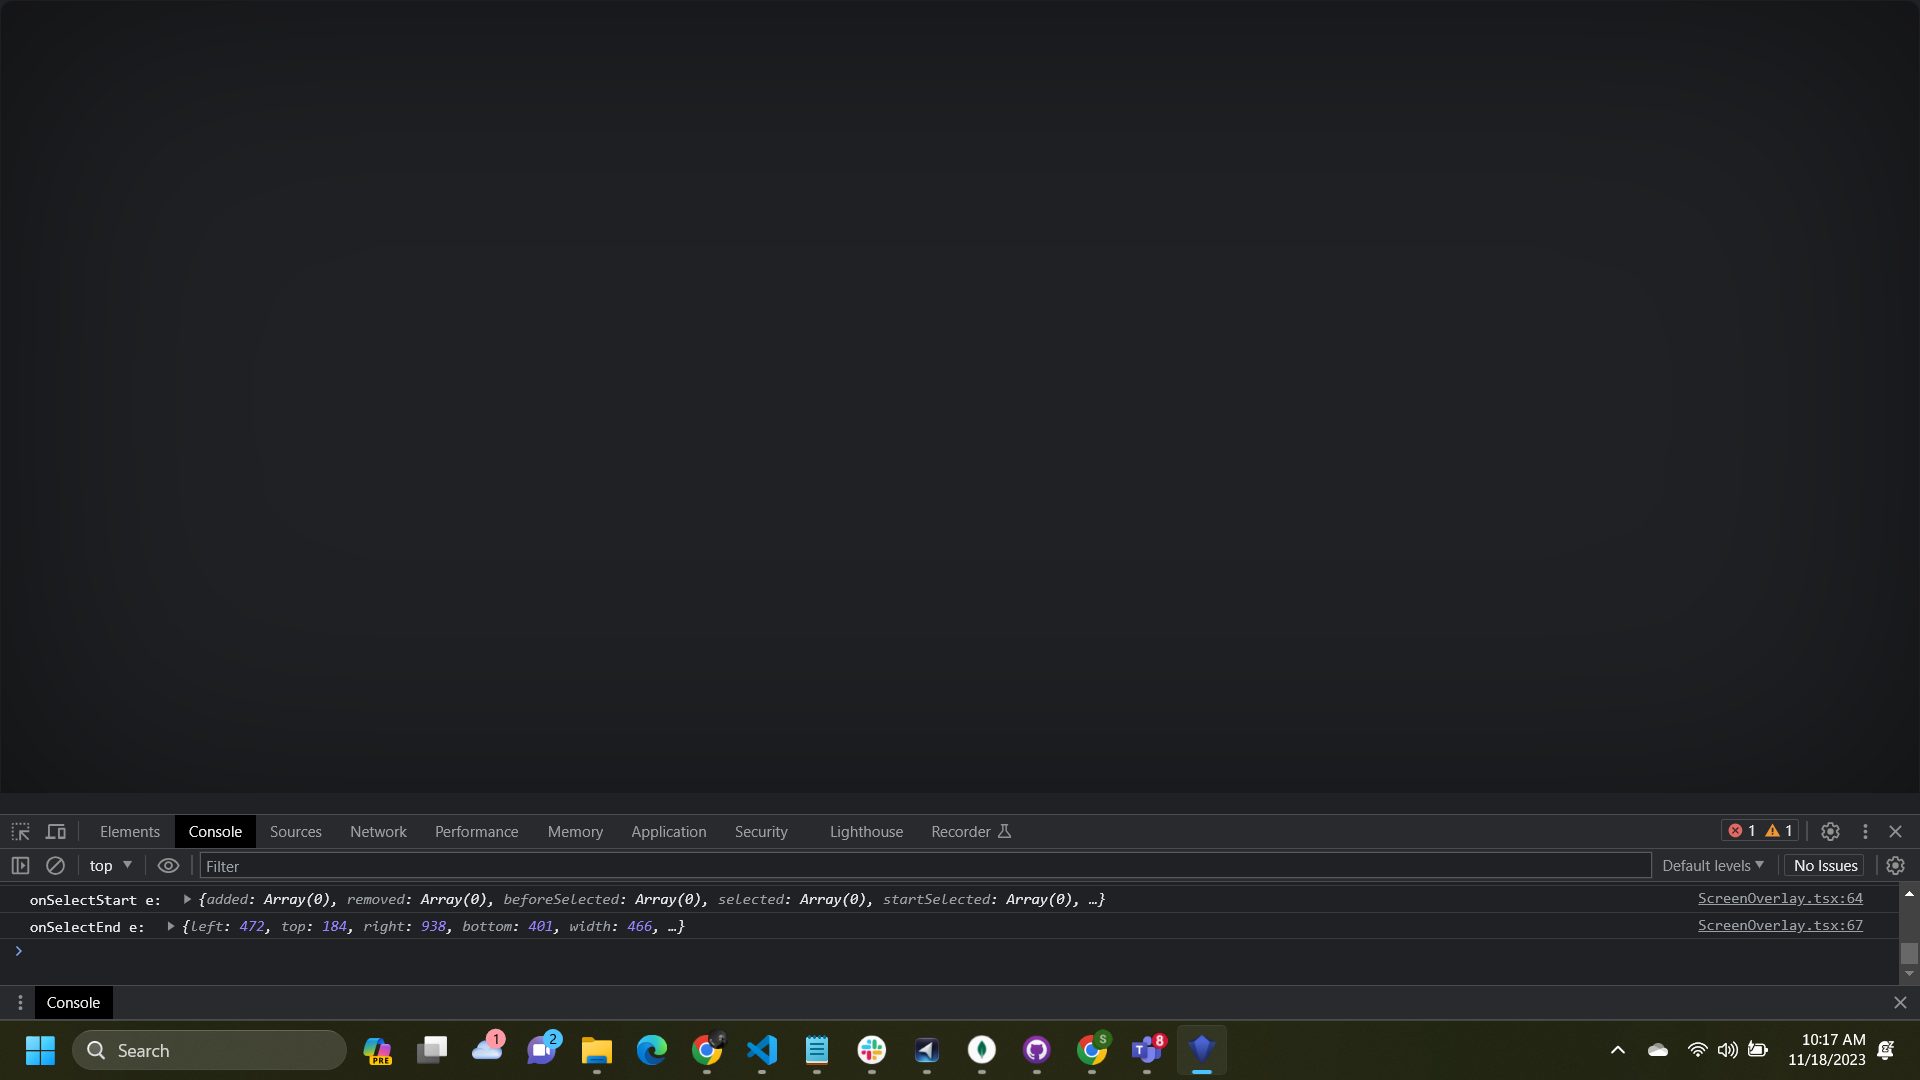 Elements Console Sources Network Performance Memory Application Security Lighthouse Recorder 1 1
top Filter Default levels No Issues
onSelectStart e: {added: Array(0), removed: Array(0), beforeSelected: Array(0), selected: Array(0), startSelected: Array(0), …} ScreenOverlay.tsx:64
onSelectEnd e: {left: 472, top: 184, right: 938, bottom: 401, width: 466, …} ScreenOverlay.tsx:67
Console
Search PRE 1 2 S T 8 10:17 AM
11/18/2023